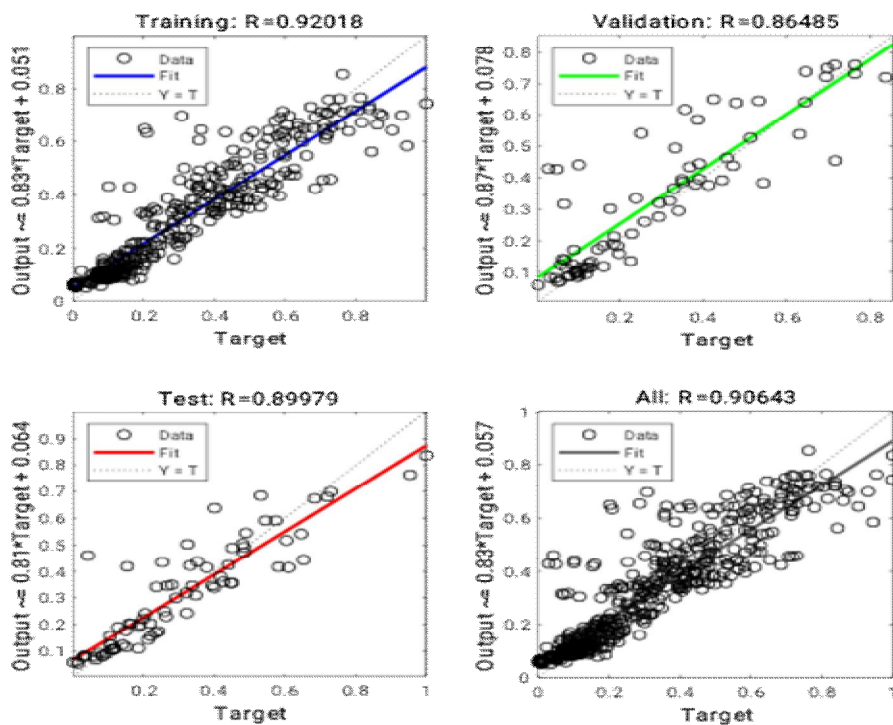 Training: R=0.92018
Output ~= 0.83*Target + 0.051
Data
Fit
Y = T
0.8
0.6
0.4
0.2
0
0
0.2
0.4
0.6
0.8
1
Target
Validation: R=0.86485
Output ~= 0.87*Target + 0.078
Data
Fit
Y = T
0.8
0.7
0.6
0.5
0.4
0.3
0.2
0.1
0.2
0.4
0.6
0.8
Target
Test: R=0.89979
Output ~= 0.81*Target + 0.064
Data
Fit
Y = T
0.9
0.8
0.7
0.6
0.5
0.4
0.3
0.2
0.1
0.2
0.4
0.6
0.8
1
Target
All: R=0.90643
Output ~= 0.83*Target + 0.057
Data
Fit
Y = T
1
0.8
0.6
0.4
0.2
0
0
0.2
0.4
0.6
0.8
1
Target